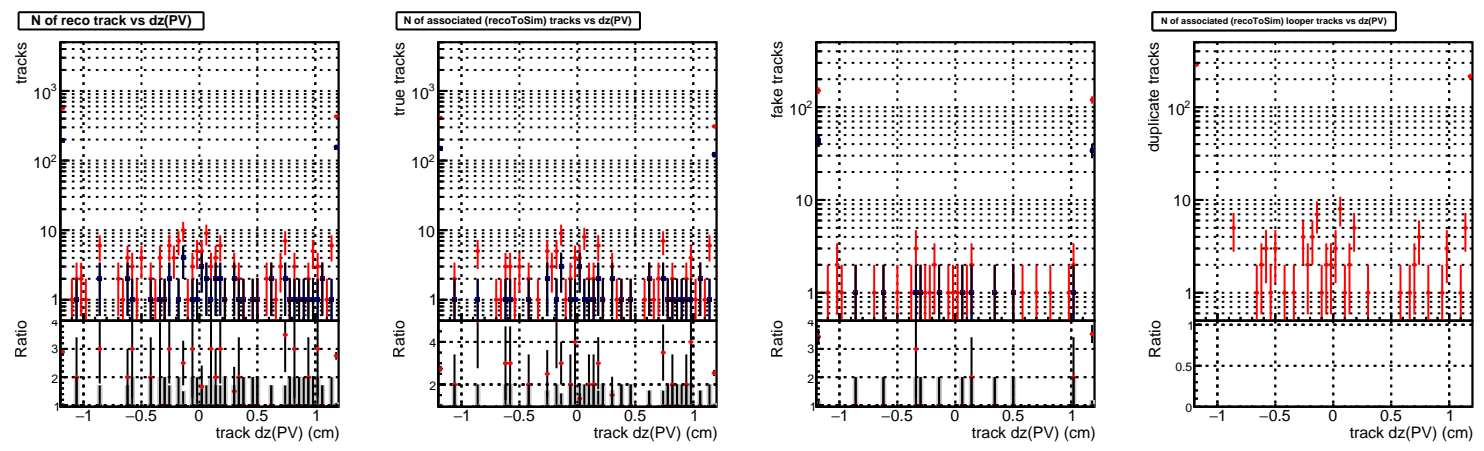 N of reco track vs dz(PV)
tracks
10³
10²
10
1
Ratio
4
3
2
1
−1 −0.5 0 0.5 1
track dz(PV) (cm)
N of associated (recoToSim) tracks vs dz(PV)
true tracks
10³
10²
10
1
Ratio
4
2
−1 −0.5 0 0.5 1
track dz(PV) (cm)
fake tracks
10²
10
1
Ratio
4
3
2
1
−1 −0.5 0 0.5 1
track dz(PV) (cm)
N of associated (recoToSim) looper tracks vs dz(PV)
duplicate tracks
10²
10
1
Ratio
1
0.5
0
−1 −0.5 0 0.5 1
track dz(PV) (cm)